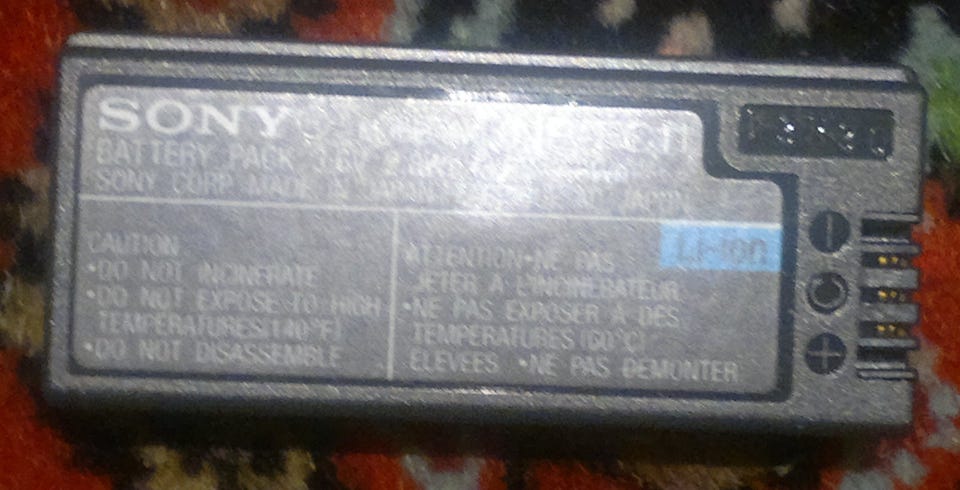 SONY
BATTERY PACK
SONY CORP. MADE IN JAPAN
Li-ion
CAUTION
•DO NOT INCINERATE
•DO NOT EXPOSE TO HIGH
TEMPERATURES(140°F)
•DO NOT DISASSEMBLE
ATTENTION•NE PAS
JETER À L'INCINERATEUR
•NE PAS EXPOSER À DES
TEMPERATURES(60°C)
ELEVEES •NE PAS DEMONTER